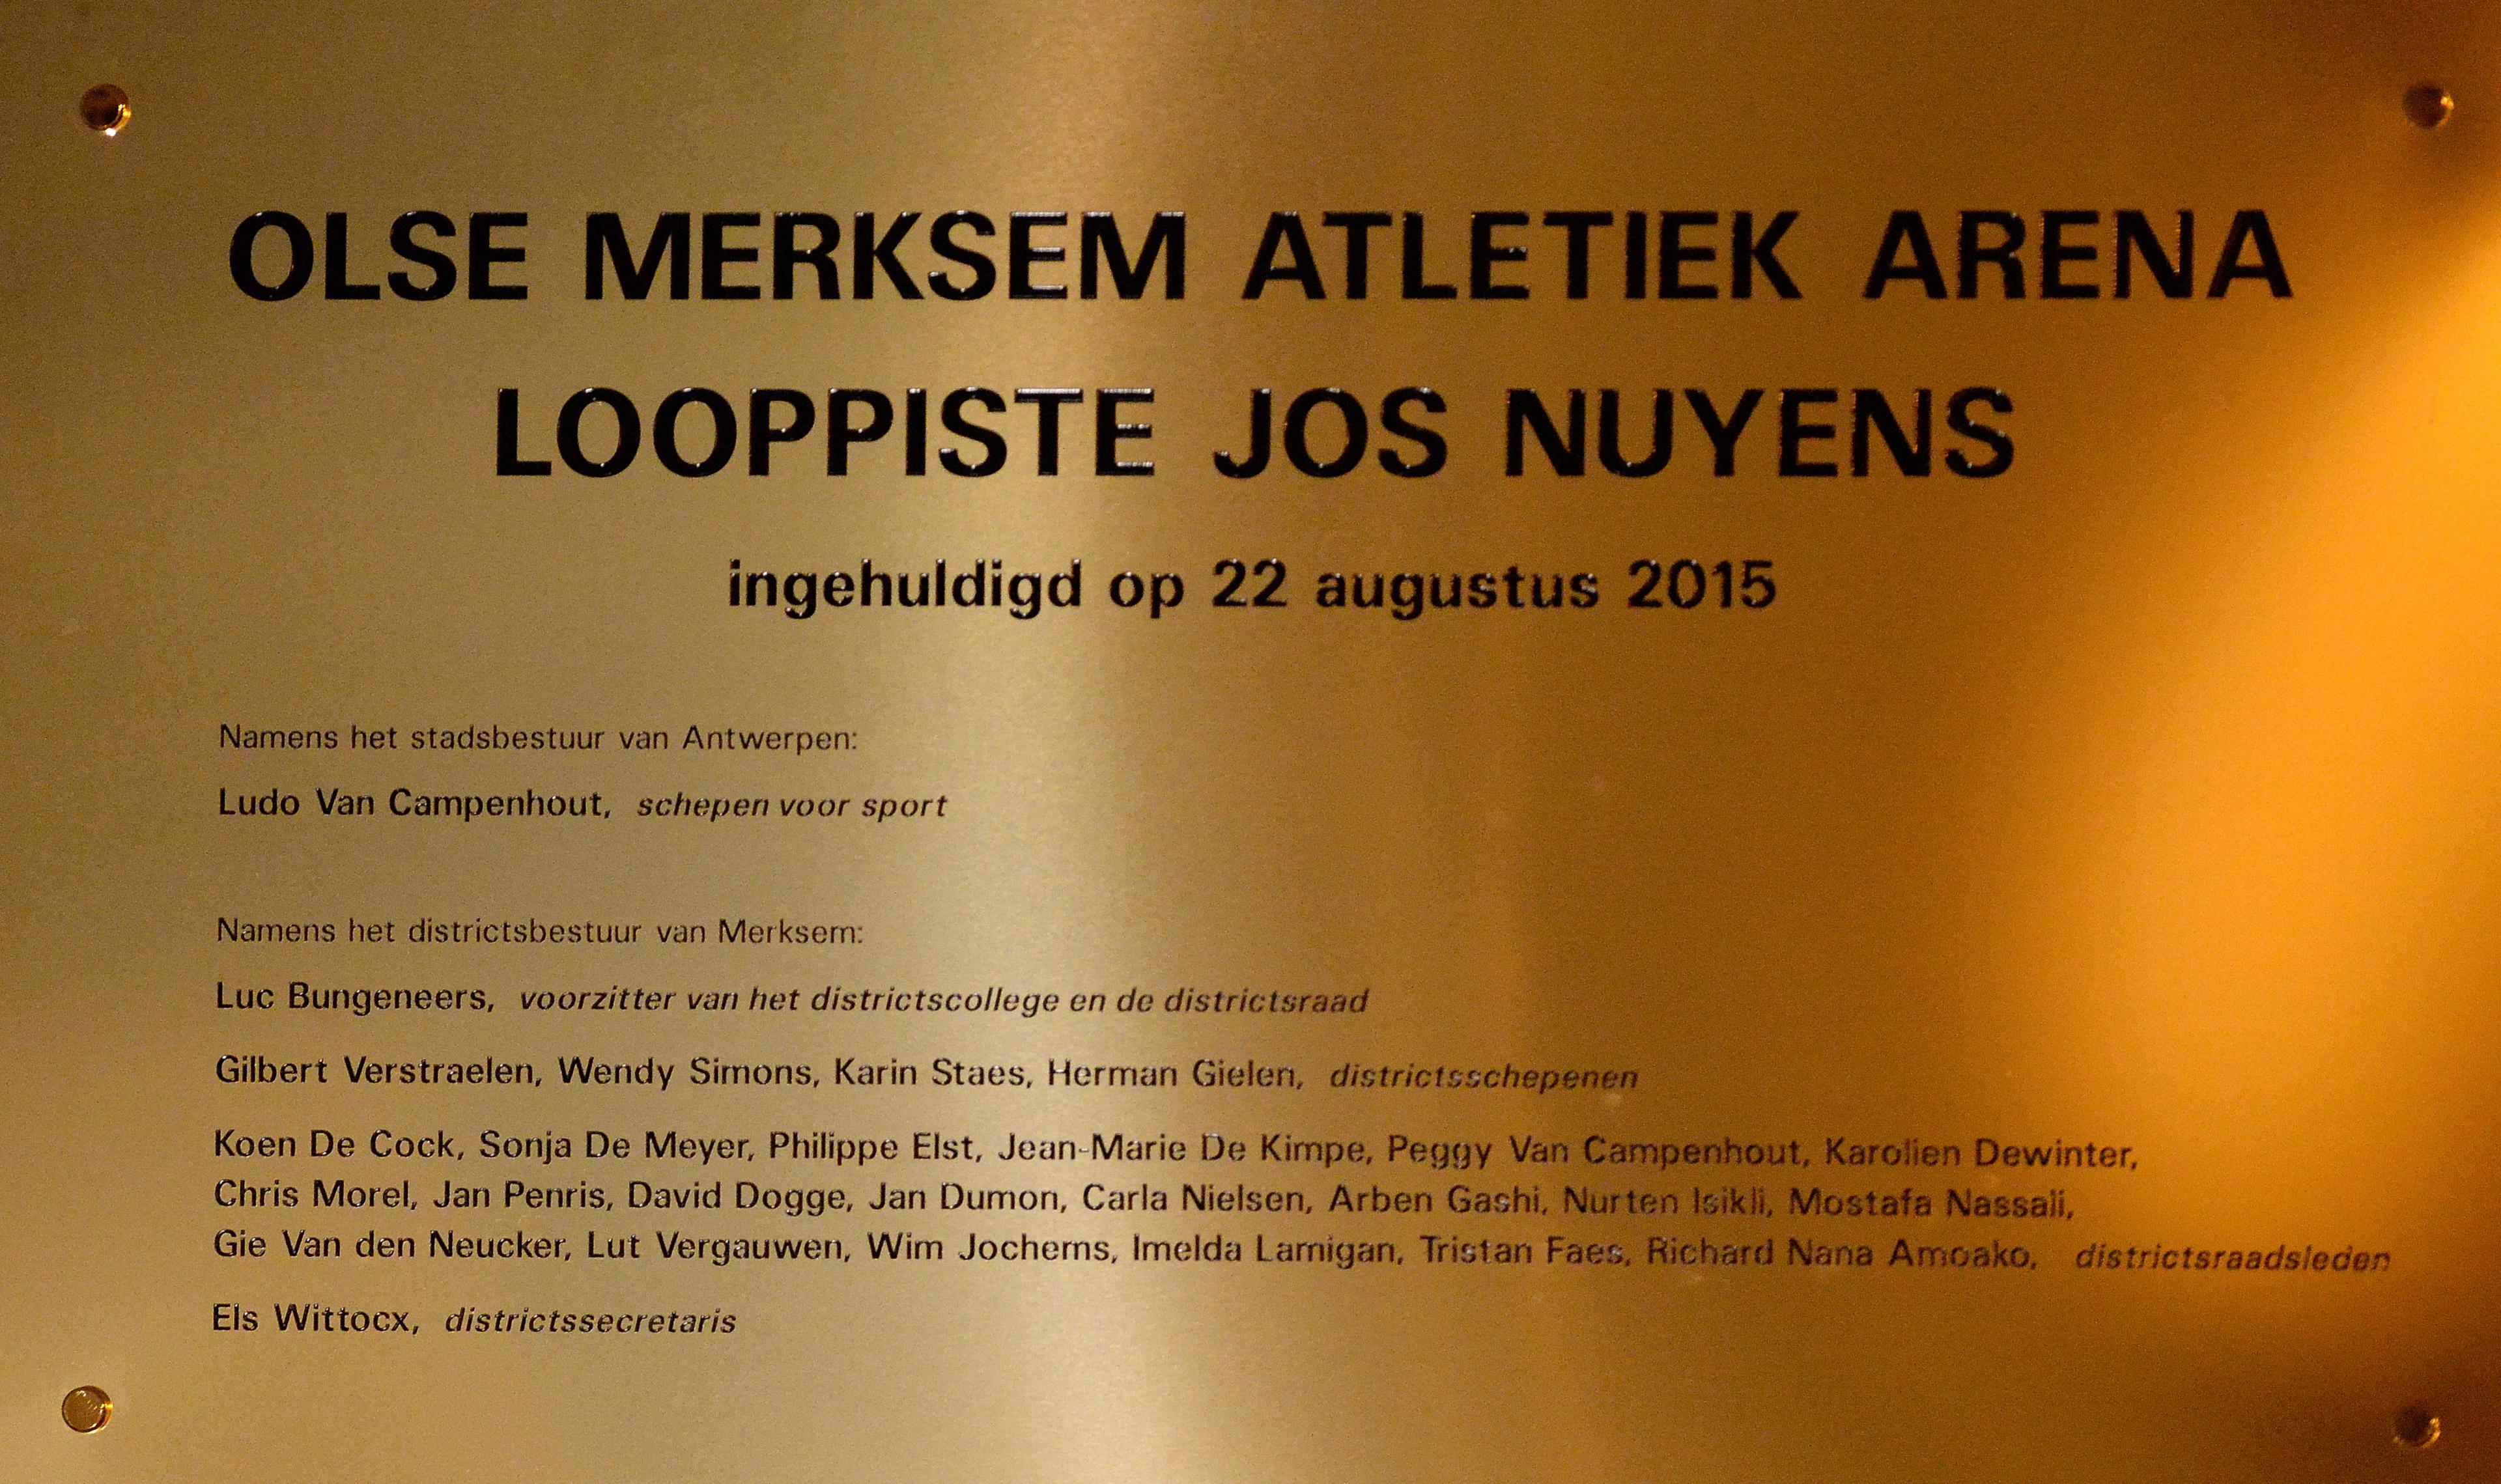 OLSE MERKSEM ATLETIEK ARENA
LOOPPISTE JOS NUYENS
ingehuldigd op 22 augustus 2015
Namens het stadsbestuur van Antwerpen:
Ludo Van Campenhout, schepen voor sport
Namens het districtsbestuur van Merksem:
Luc Bungeneers, voorzitter van het districtscollege en de districtsraad
Gilbert Verstraelen, Wendy Simons, Karin Staes, Herman Gielen, districtsschepenen
Koen De Cock, Sonja De Meyer, Philippe Elst, Jean-Marie De Kimpe, Peggy Van Campenhout, Karolien Dewinter,
Chris Morel, Jan Penris, David Dogge, Jan Dumon, Carla Nielsen, Arben Gashi, Nurten Isikli, Mostafa Nassali,
Gie Van den Neucker, Lut Vergauwen, Wim Jochems, Imelda Larnigan, Tristan Faes, Richard Nana Amoako, districtsraadsleden
Els Wittocx, districtssecretaris